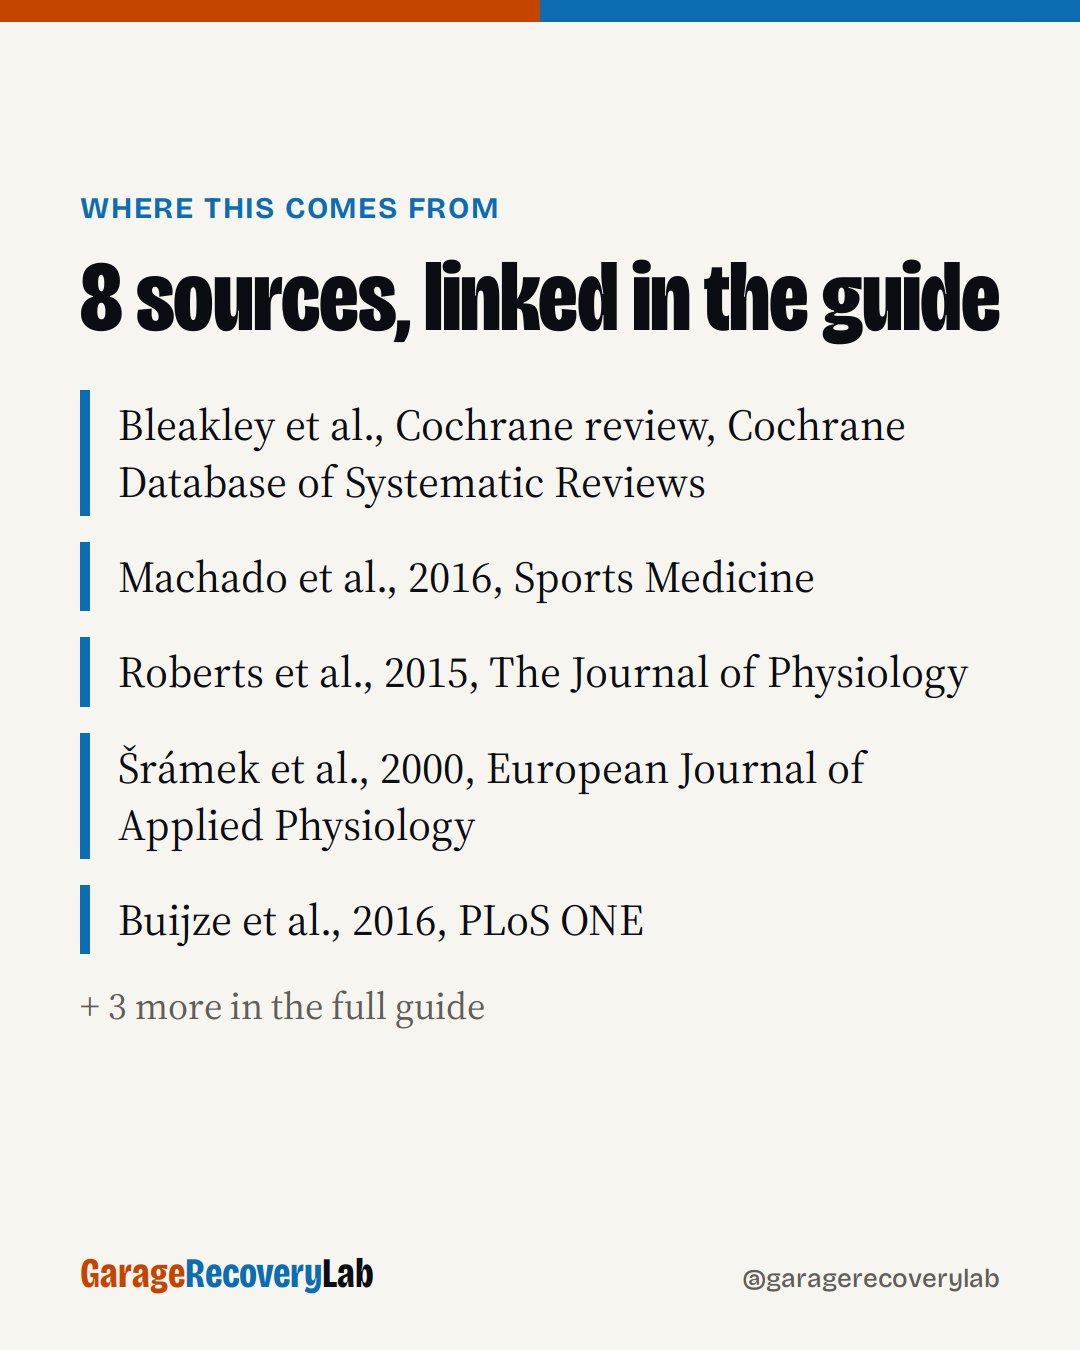 WHERE THIS COMES FROM
8 sources, linked in the guide
Bleakley et al., Cochrane review, Cochrane
Database of Systematic Reviews
Machado et al., 2016, Sports Medicine
Roberts et al., 2015, The Journal of Physiology
Šrámek et al., 2000, European Journal of
Applied Physiology
Buijze et al., 2016, PLoS ONE
+ 3 more in the full guide
GarageRecoveryLab
@garagerecoverylab